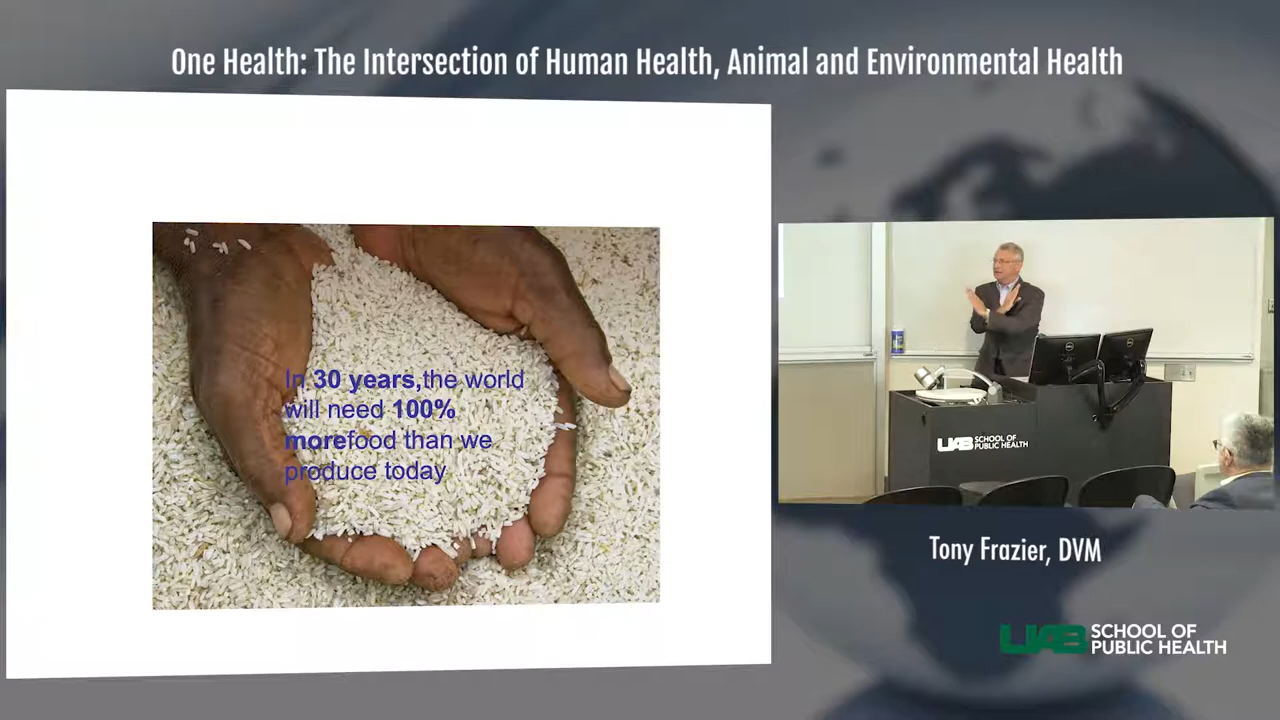 One Health: The Intersection of Human Health, Animal and Environmental Health
In 30 years,the world
will need 100%
morefood than we
produce today
UAB SCHOOL OF
PUBLIC HEALTH
Tony Frazier, DVM
UAB SCHOOL OF
PUBLIC HEALTH